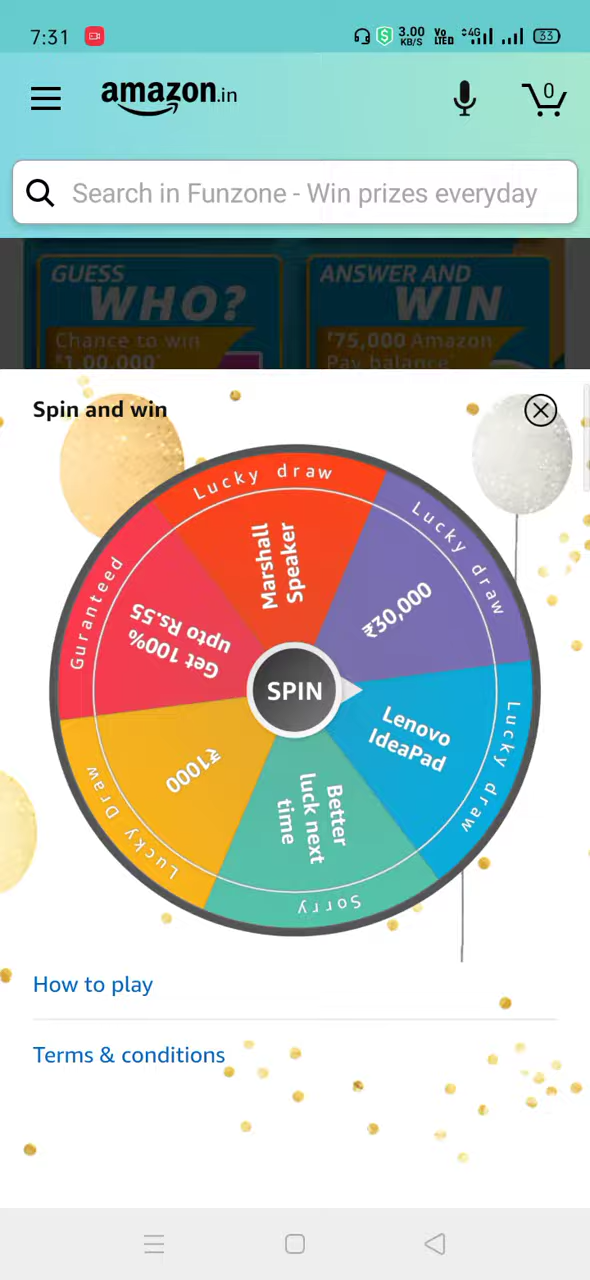 7:31
3.00
KB/S
Vo
LTED
4G
33
amazon.in
0
Search in Funzone - Win prizes everyday
GUESS
WHO?
Chance to win
₹1,00,000*
ANSWER AND
WIN
₹75,000 Amazon
Pay balance*
Spin and win
Lucky draw
Marshall
Speaker
Lucky draw
₹30,000
Lucky draw
Lenovo
IdeaPad
Sorry
Better
luck next
time
Lucky Draw
₹1000
Guranteed
Get 100%
upto Rs.55
SPIN
How to play
Terms & conditions